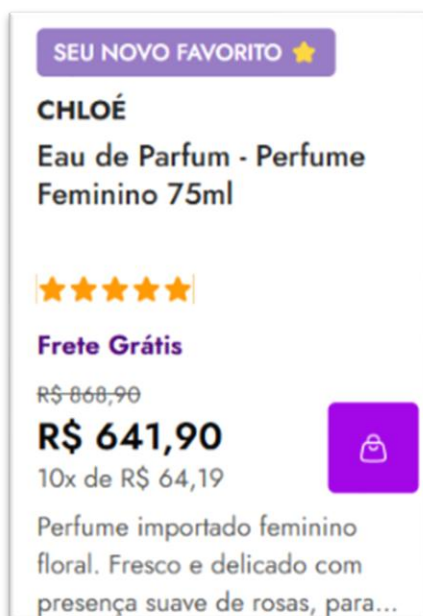 SEU NOVO FAVORITO ⭐
CHLOÉ
Eau de Parfum - Perfume
Feminino 75ml
Frete Grátis
R$ 868,90
R$ 641,90
10x de R$ 64,19
Perfume importado feminino
floral. Fresco e delicado com
presença suave de rosas, para...